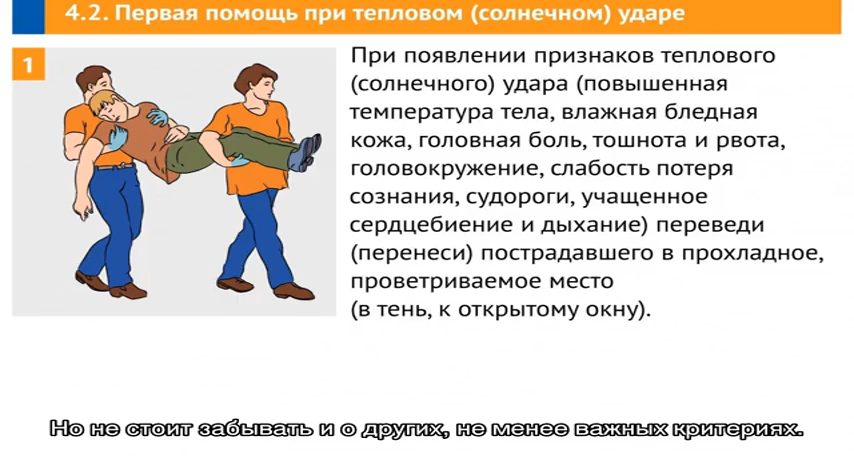 4.2. Первая помощь при тепловом (солнечном) ударе
1
При появлении признаков теплового
(солнечного) удара (повышенная
температура тела, влажная бледная
кожа, головная боль, тошнота и рвота,
головокружение, слабость потеря
сознания, судороги, учащенное
сердцебиение и дыхание) переведи
(перенеси) пострадавшего в прохладное,
проветриваемое место
(в тень, к открытому окну).
Но не стоит забывать и о других, не менее важных критериях.